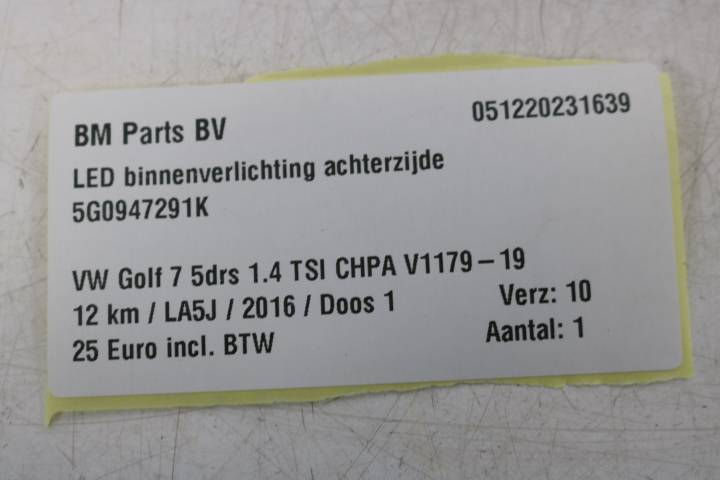 BM Parts BV 051220231639
LED binnenverlichting achterzijde
5G0947291K
VW Golf 7 5drs 1.4 TSI CHPA V1179-19
12 km / LA5J / 2016 / Doos 1 Verz: 10
25 Euro incl. BTW Aantal: 1